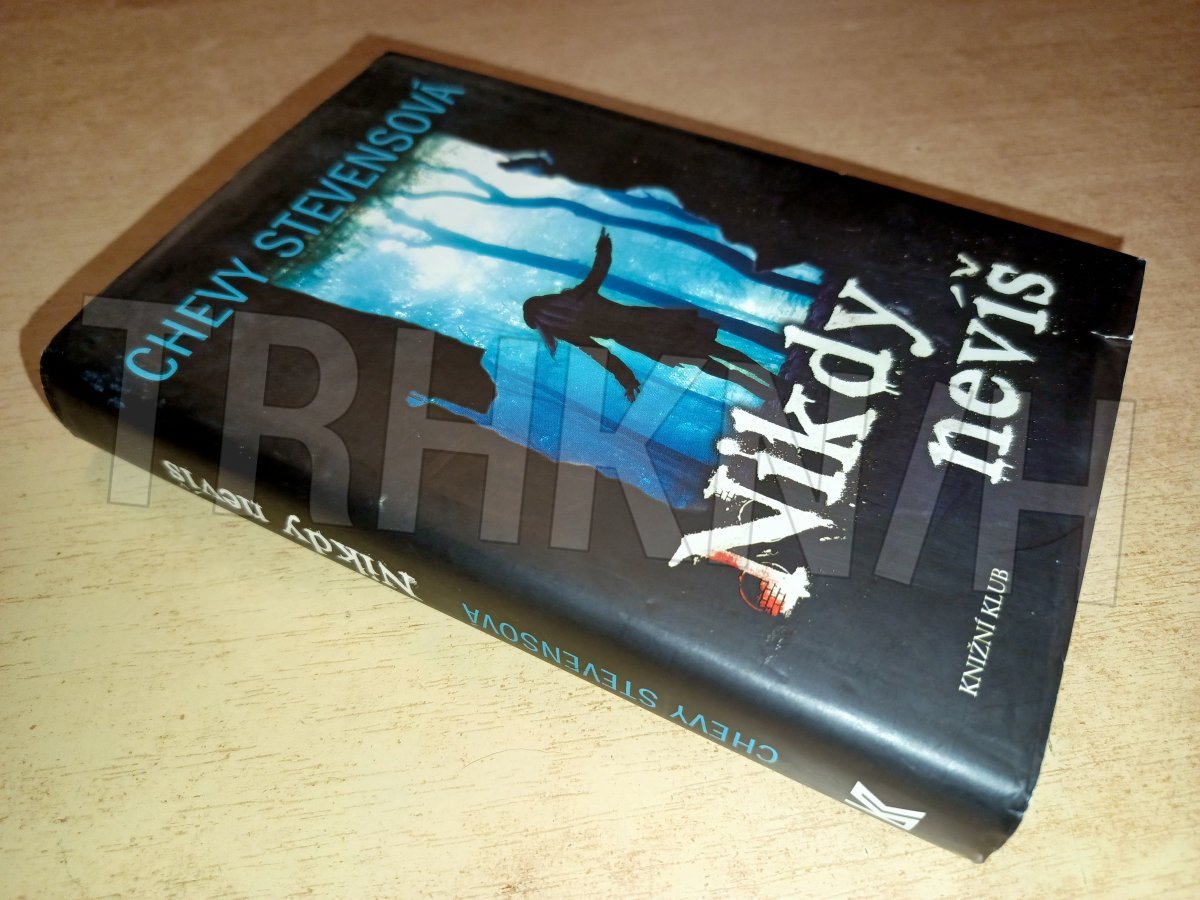 CHEVY STEVENSOVÁ
Nikdy
nevíš
KNIŽNÍ KLUB
Nikdy nevíš
CHEVY STEVENSOVÁ
TRHKNIH